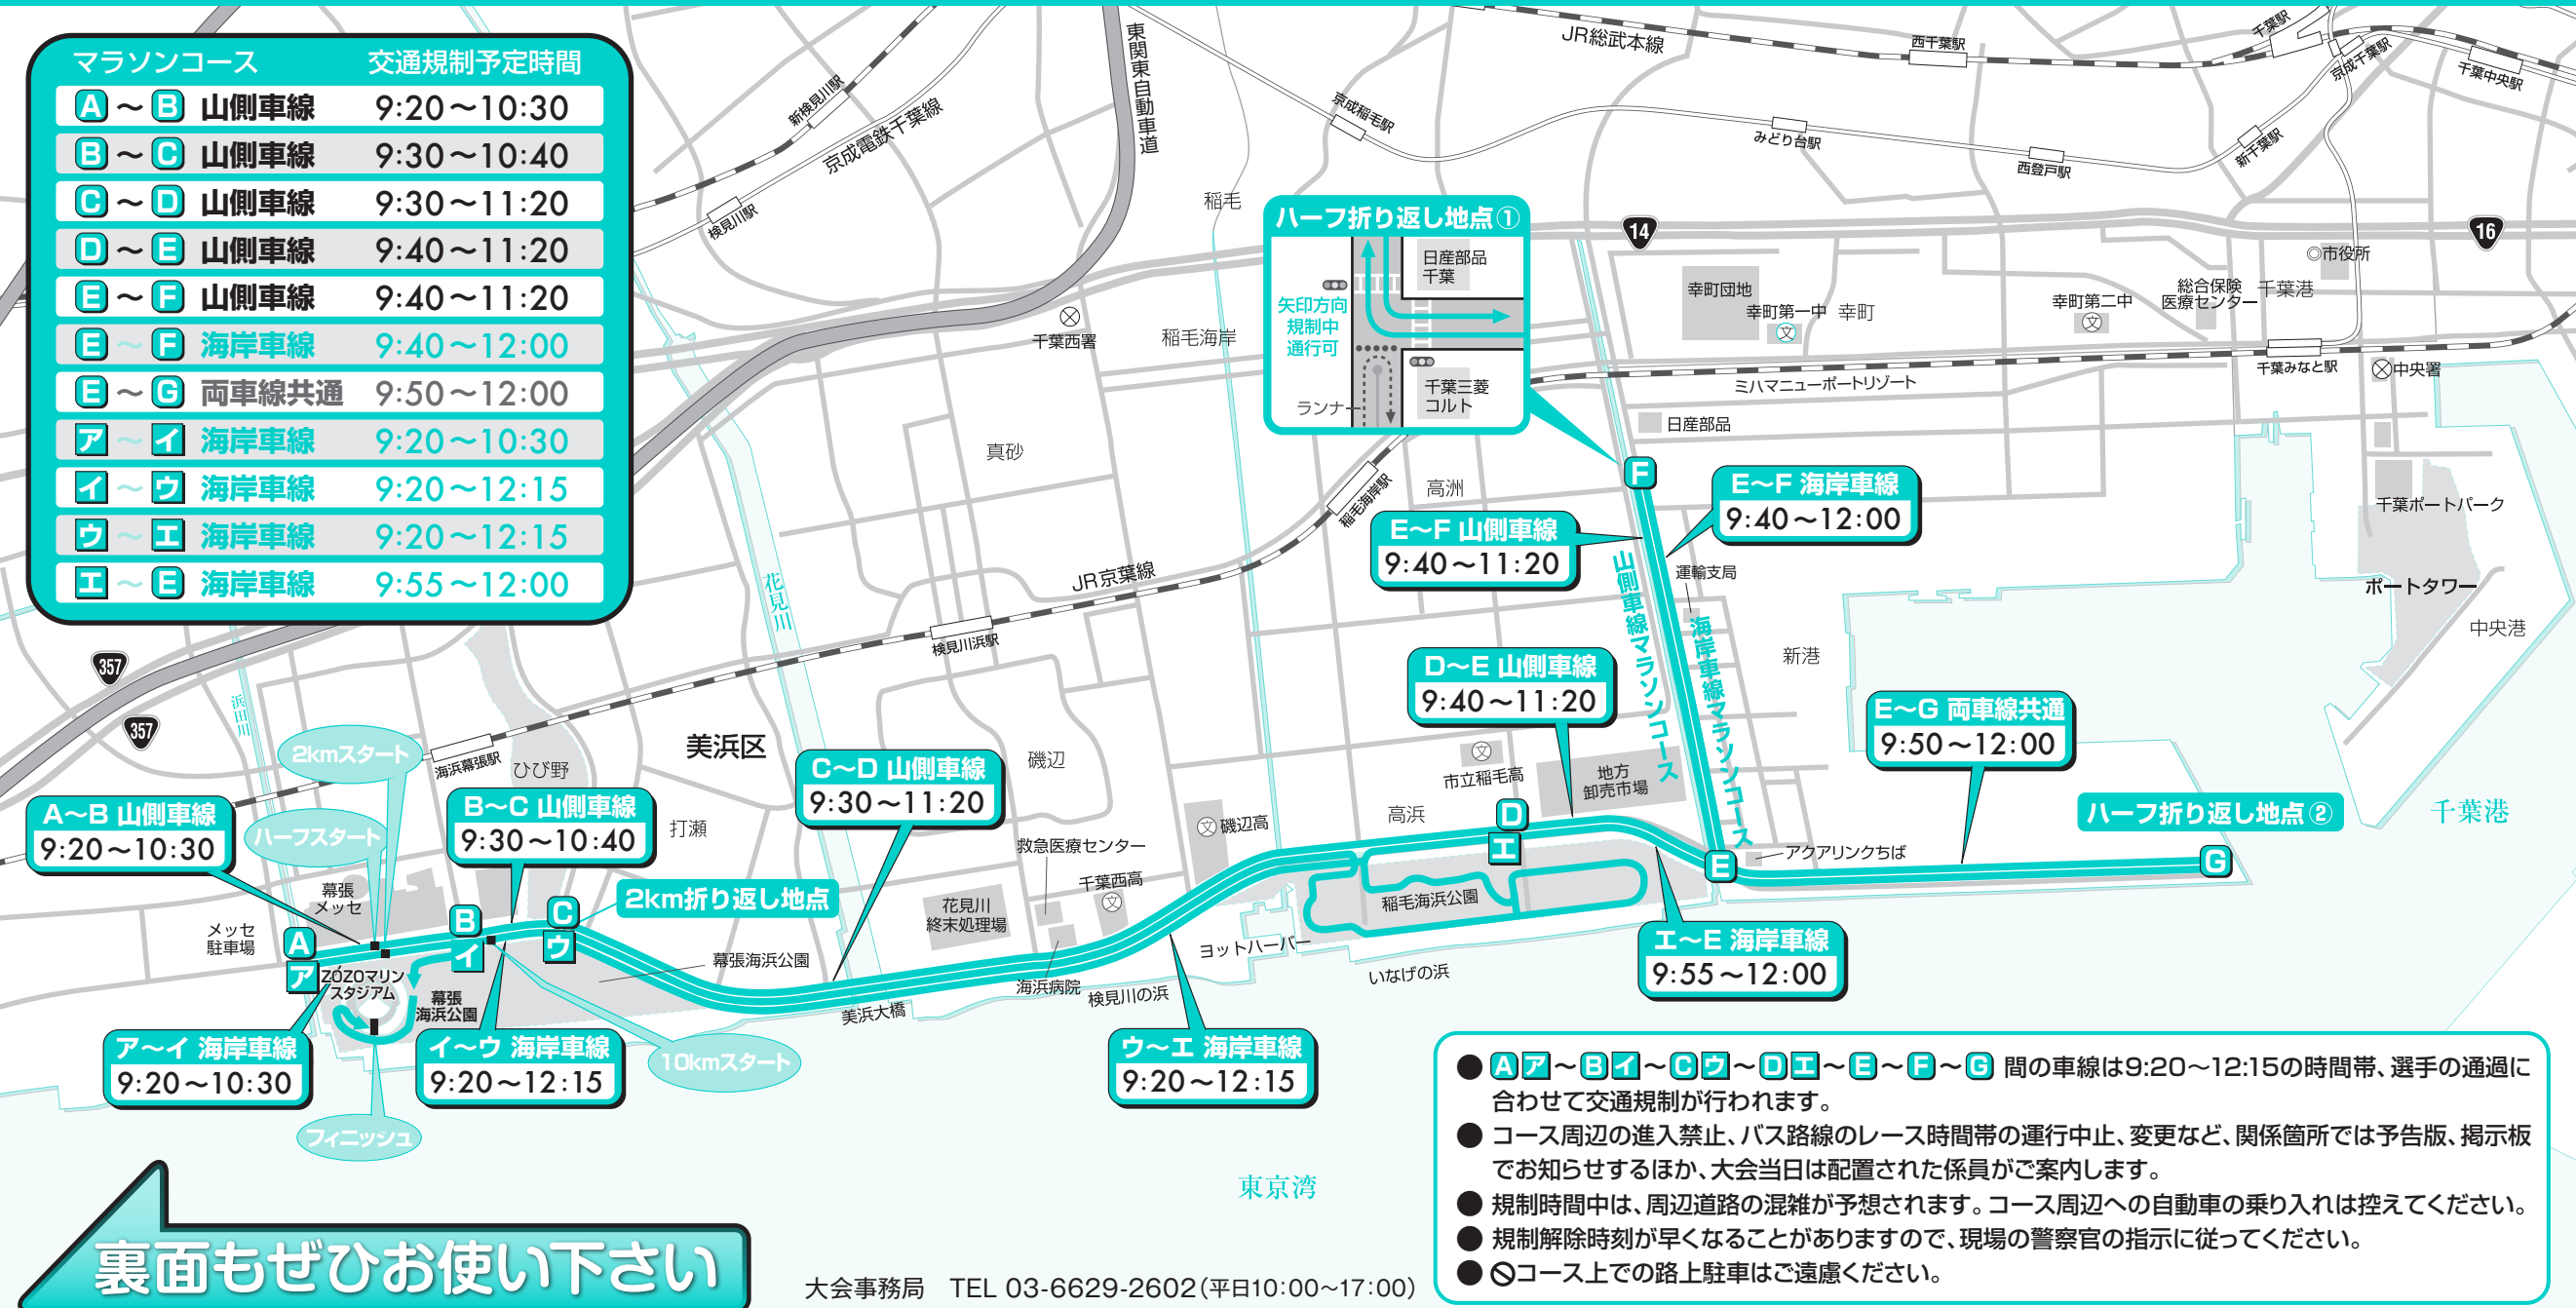 マラソンコース 交通規制予定時間
A～B 山側車線 9:20～10:30
B～C 山側車線 9:30～10:40
C～D 山側車線 9:30～11:20
D～E 山側車線 9:40～11:20
E～F 山側車線 9:40～11:20
E～F 海岸車線 9:40～12:00
E～G 両車線共通 9:50～12:00
ア～イ 海岸車線 9:20～10:30
イ～ウ 海岸車線 9:20～12:15
ウ～エ 海岸車線 9:20～12:15
エ～E 海岸車線 9:55～12:00
東関東自動車道
JR総武本線
西千葉駅
千葉駅
京成千葉駅
千葉中央駅
新検見川駅
京成電鉄千葉線
検見川駅
京成稲毛駅
みどり台駅
西登戸駅
新千葉駅
稲毛
ハーフ折り返し地点①
日産部品
千葉
矢印方向
規制中
通行可
千葉三菱
コルト
ランナー
14
16
◎市役所
幸町団地
幸町第一中
文
幸町
幸町第二中
文
総合保険
医療センター
千葉港
千葉西署
稲毛海岸
ミハマニューポートリゾート
千葉みなと駅
中央署
日産部品
真砂
高洲
稲毛海岸駅
F
E～F 海岸車線
9:40～12:00
E～F 山側車線
9:40～11:20
千葉ポートパーク
ポートタワー
中央港
運輸支局
山側車線マラソンコース
海岸車線マラソンコース
新港
花見川
JR京葉線
検見川浜駅
357
357
浜田川
2kmスタート
海浜幕張駅
ひび野
美浜区
磯辺
C～D 山側車線
9:30～11:20
D～E 山側車線
9:40～11:20
E～G 両車線共通
9:50～12:00
文
市立稲毛高
地方
卸売市場
ハーフ折り返し地点②
千葉港
A～B 山側車線
9:20～10:30
ハーフスタート
B～C 山側車線
9:30～10:40
打瀬
救急医療センター
文
磯辺高
高浜
D
エ
E
アクアリンクちば
G
幕張
メッセ
2km折り返し地点
千葉西高
文
花見川
終末処理場
稲毛海浜公園
メッセ
駐車場
A
ア
B
イ
C
ウ
ZOZOマリン
スタジアム
幕張
海浜公園
幕張海浜公園
美浜大橋
海浜病院
検見川の浜
ヨットハーバー
いなげの浜
エ～E 海岸車線
9:55～12:00
ア～イ 海岸車線
9:20～10:30
イ～ウ 海岸車線
9:20～12:15
10kmスタート
ウ～エ 海岸車線
9:20～12:15
フィニッシュ
東京湾
● Aア～Bイ～Cウ～Dエ～E～F～G 間の車線は9:20～12:15の時間帯、選手の通過に
合わせて交通規制が行われます。
● コース周辺の進入禁止、バス路線のレース時間帯の運行中止、変更など、関係箇所では予告版、掲示板
でお知らせするほか、大会当日は配置された係員がご案内します。
● 規制時間中は、周辺道路の混雑が予想されます。コース周辺への自動車の乗り入れは控えてください。
● 規制解除時刻が早くなることがありますので、現場の警察官の指示に従ってください。
● コース上での路上駐車はご遠慮ください。
裏面もぜひお使い下さい
大会事務局 TEL 03-6629-2602(平日10:00～17:00)